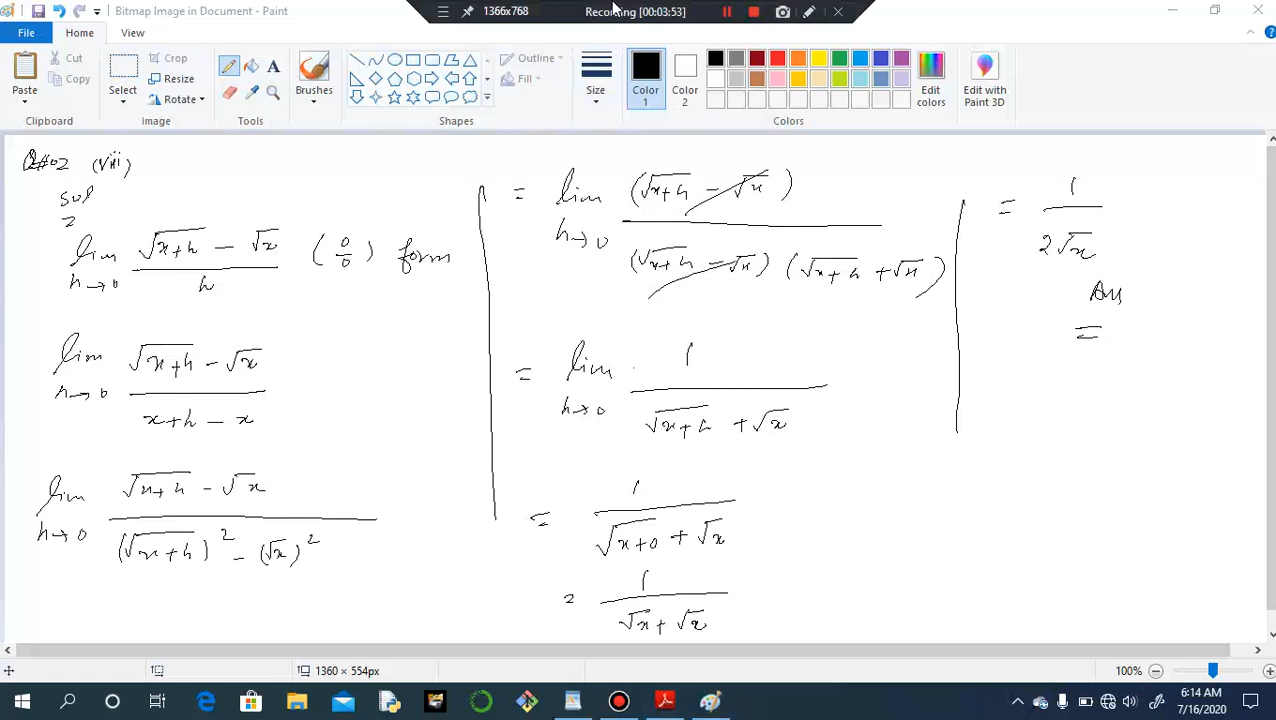 Bitmap Image in Document - Paint
1366x768
Recording [00:03:53]
File Home View
Paste
Cut
Copy
Clipboard
Select
Crop
Resize
Rotate
Image
Tools
Brushes
Shapes
Outline
Fill
Size
Color 1
Color 2
Edit colors
Colors
Edit with Paint 3D
Q#02 (viii)
Sol
lim h→0 (√(x+h) - √x) / h (0/0) form
lim h→0 (√(x+h) - √x) / (x+h - x)
lim h→0 (√(x+h) - √x) / ((√(x+h))² - (√x)²)
= lim h→0 (√(x+h) - √x) / ((√(x+h) - √x) (√(x+h) + √x))
= lim h→0 1 / (√(x+h) + √x)
= 1 / (√(x+0) + √x)
= 1 / (√x + √x)
= 1 / (2√x)
Ans
1360 × 554px
100%
6:14 AM
7/16/2020